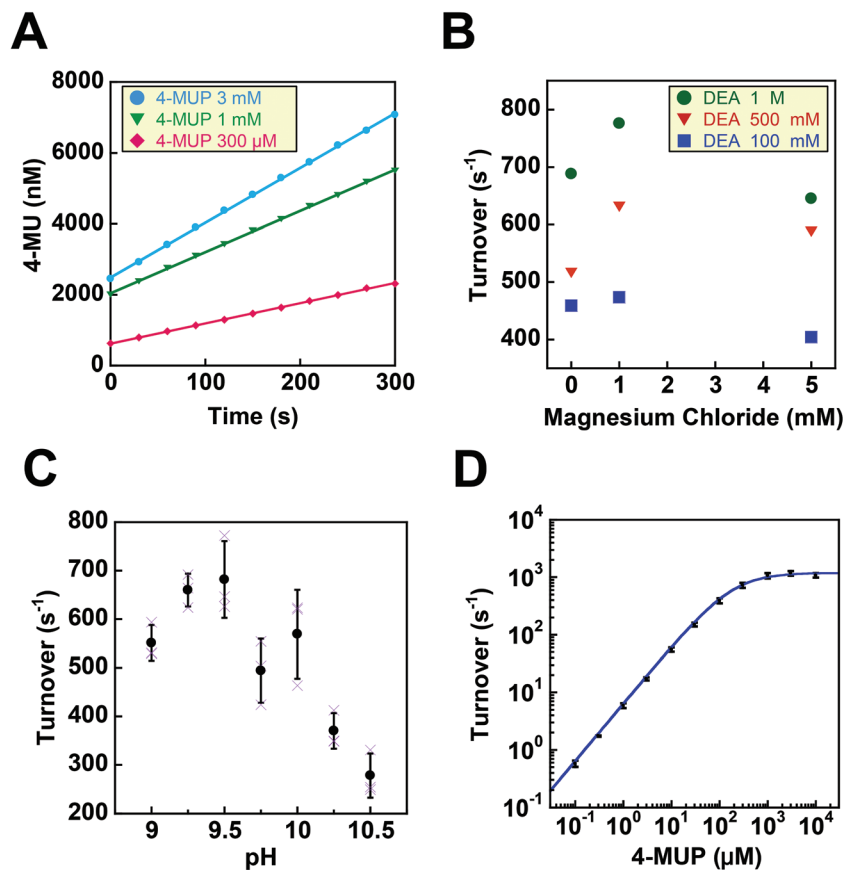 A
8000
6000
4000
2000
0
4-MU (nM)
4-MUP 3 mM
4-MUP 1 mM
4-MUP 300 µM
0
100
200
300
Time (s)
B
800
700
600
500
400
Turnover (s⁻¹)
DEA 1 M
DEA 500 mM
DEA 100 mM
0 1 2 3 4 5
Magnesium Chloride (mM)
C
800
700
600
500
400
300
200
Turnover (s⁻¹)
9 9.5 10 10.5
pH
D
10⁴
10³
10²
10¹
10⁰
10⁻¹
Turnover (s⁻¹)
10⁻¹ 10⁰ 10¹ 10² 10³ 10⁴
4-MUP (µM)